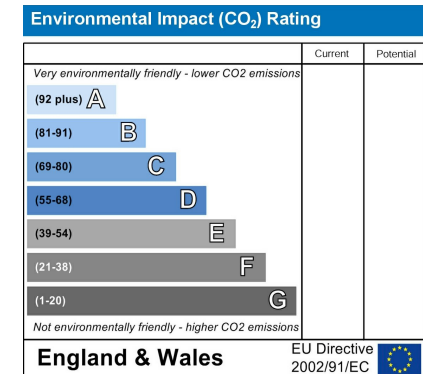 Environmental Impact (CO₂) Rating
Current Potential
Very environmentally friendly - lower CO2 emissions
(92 plus) A
(81-91) B
(69-80) C
(55-68) D
(39-54) E
(21-38) F
(1-20) G
Not environmentally friendly - higher CO2 emissions
England & Wales
EU Directive
2002/91/EC